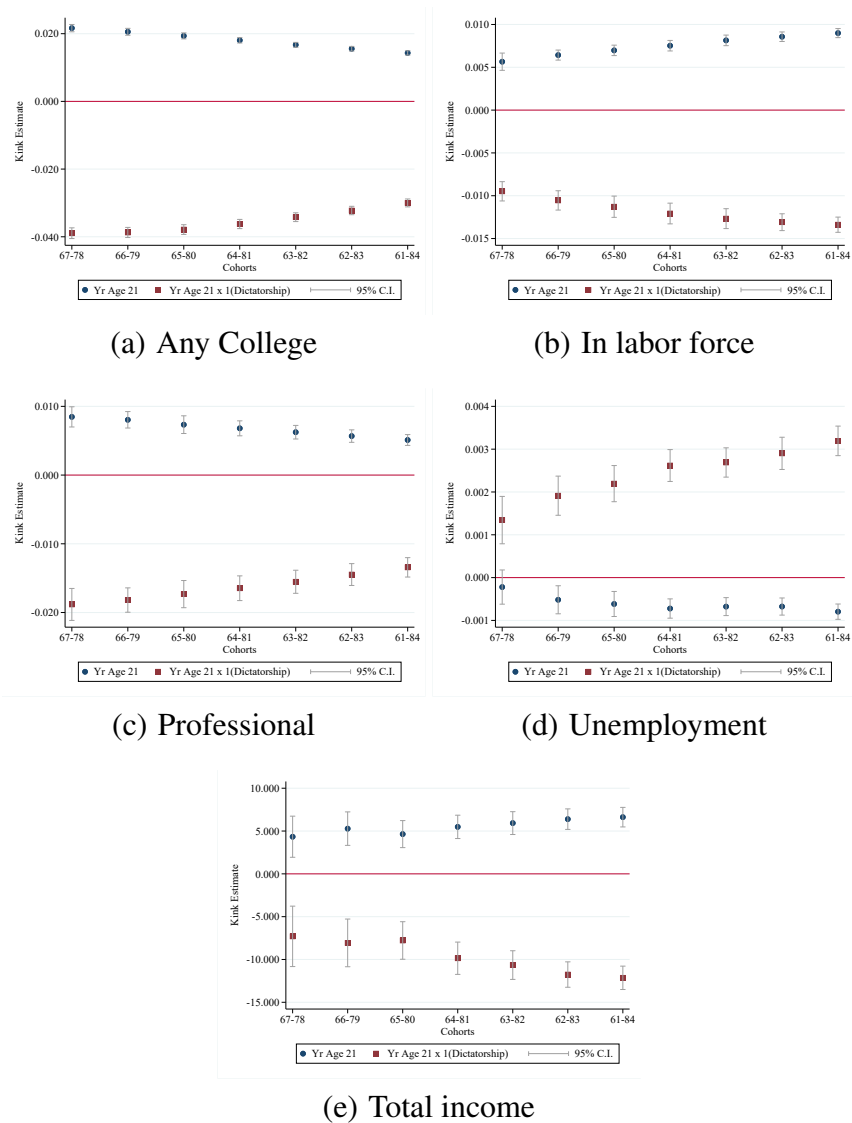 0.020
0.000
-0.020
-0.040
Kink Estimate
67-78 66-79 65-80 64-81 63-82 62-83 61-84
Cohorts
Yr Age 21 Yr Age 21 x 1(Dictatorship) 95% C.I.
(a) Any College
0.010
0.005
0.000
-0.005
-0.010
-0.015
Kink Estimate
67-78 66-79 65-80 64-81 63-82 62-83 61-84
Cohorts
Yr Age 21 Yr Age 21 x 1(Dictatorship) 95% C.I.
(b) In labor force
0.010
0.000
-0.010
-0.020
Kink Estimate
67-78 66-79 65-80 64-81 63-82 62-83 61-84
Cohorts
Yr Age 21 Yr Age 21 x 1(Dictatorship) 95% C.I.
(c) Professional
0.004
0.003
0.002
0.001
0.000
-0.001
Kink Estimate
67-78 66-79 65-80 64-81 63-82 62-83 61-84
Cohorts
Yr Age 21 Yr Age 21 x 1(Dictatorship) 95% C.I.
(d) Unemployment
10.000
5.000
0.000
-5.000
-10.000
-15.000
Kink Estimate
67-78 66-79 65-80 64-81 63-82 62-83 61-84
Cohorts
Yr Age 21 Yr Age 21 x 1(Dictatorship) 95% C.I.
(e) Total income